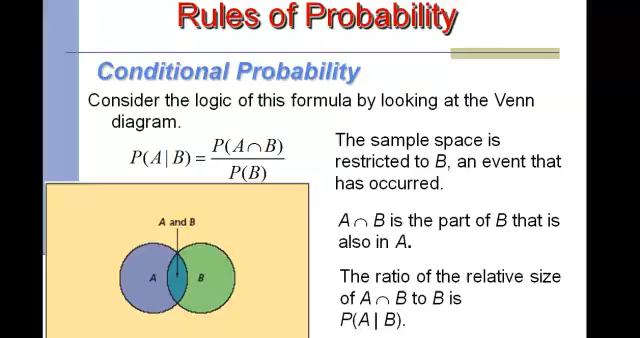 Rules of Probability
Conditional Probability
Consider the logic of this formula by looking at the Venn
diagram.
P(A | B) = P(A ∩ B) / P(B)
The sample space is
restricted to B, an event that
has occurred.
A ∩ B is the part of B that is
also in A.
The ratio of the relative size
of A ∩ B to B is
P(A | B).
A and B
A
B